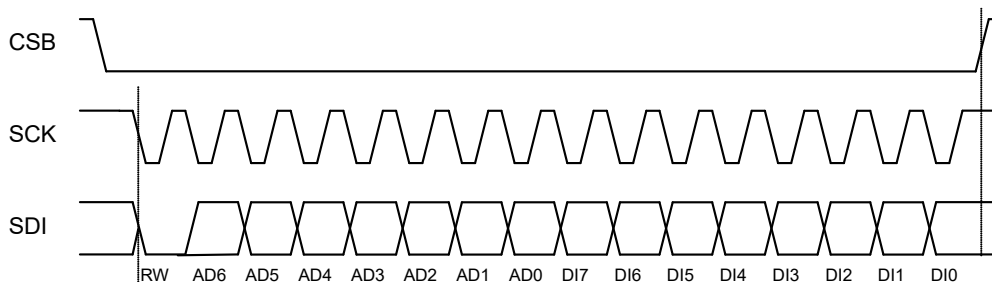 CSB
SCK
SDI
RW AD6 AD5 AD4 AD3 AD2 AD1 AD0 DI7 DI6 DI5 DI4 DI3 DI2 DI1 DI0